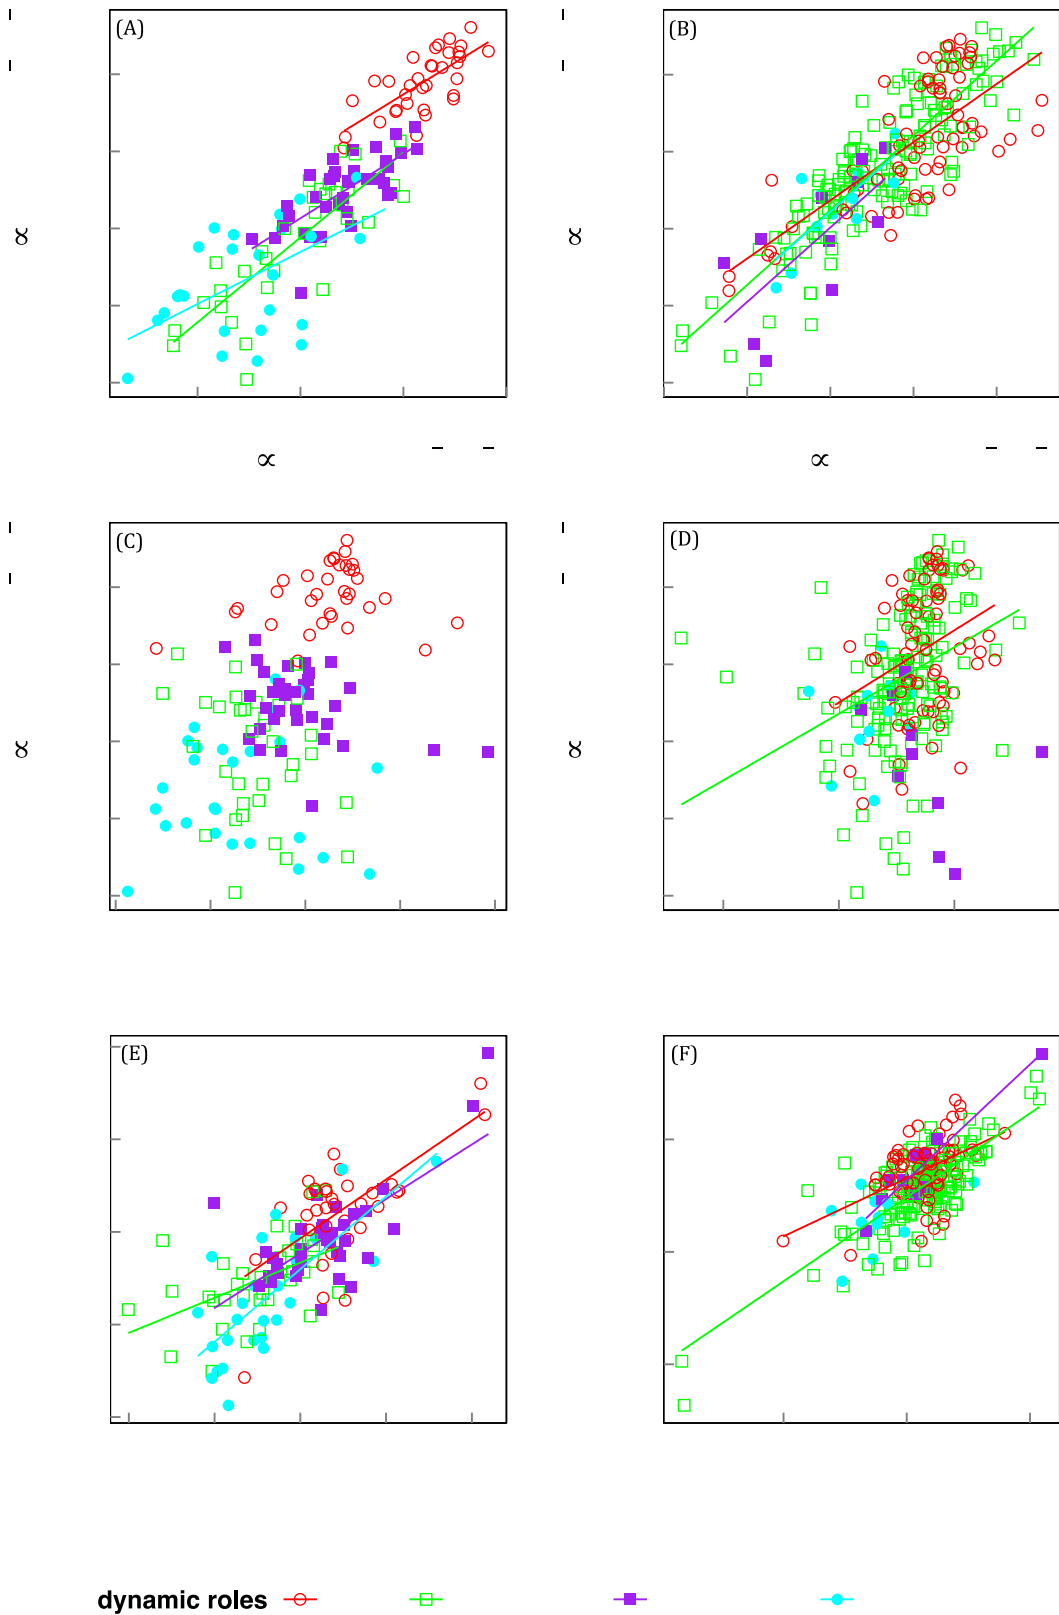 (A)
(B)
∝
∝
∝
∝
(C)
(D)
∝
∝
(E)
(F)
dynamic roles